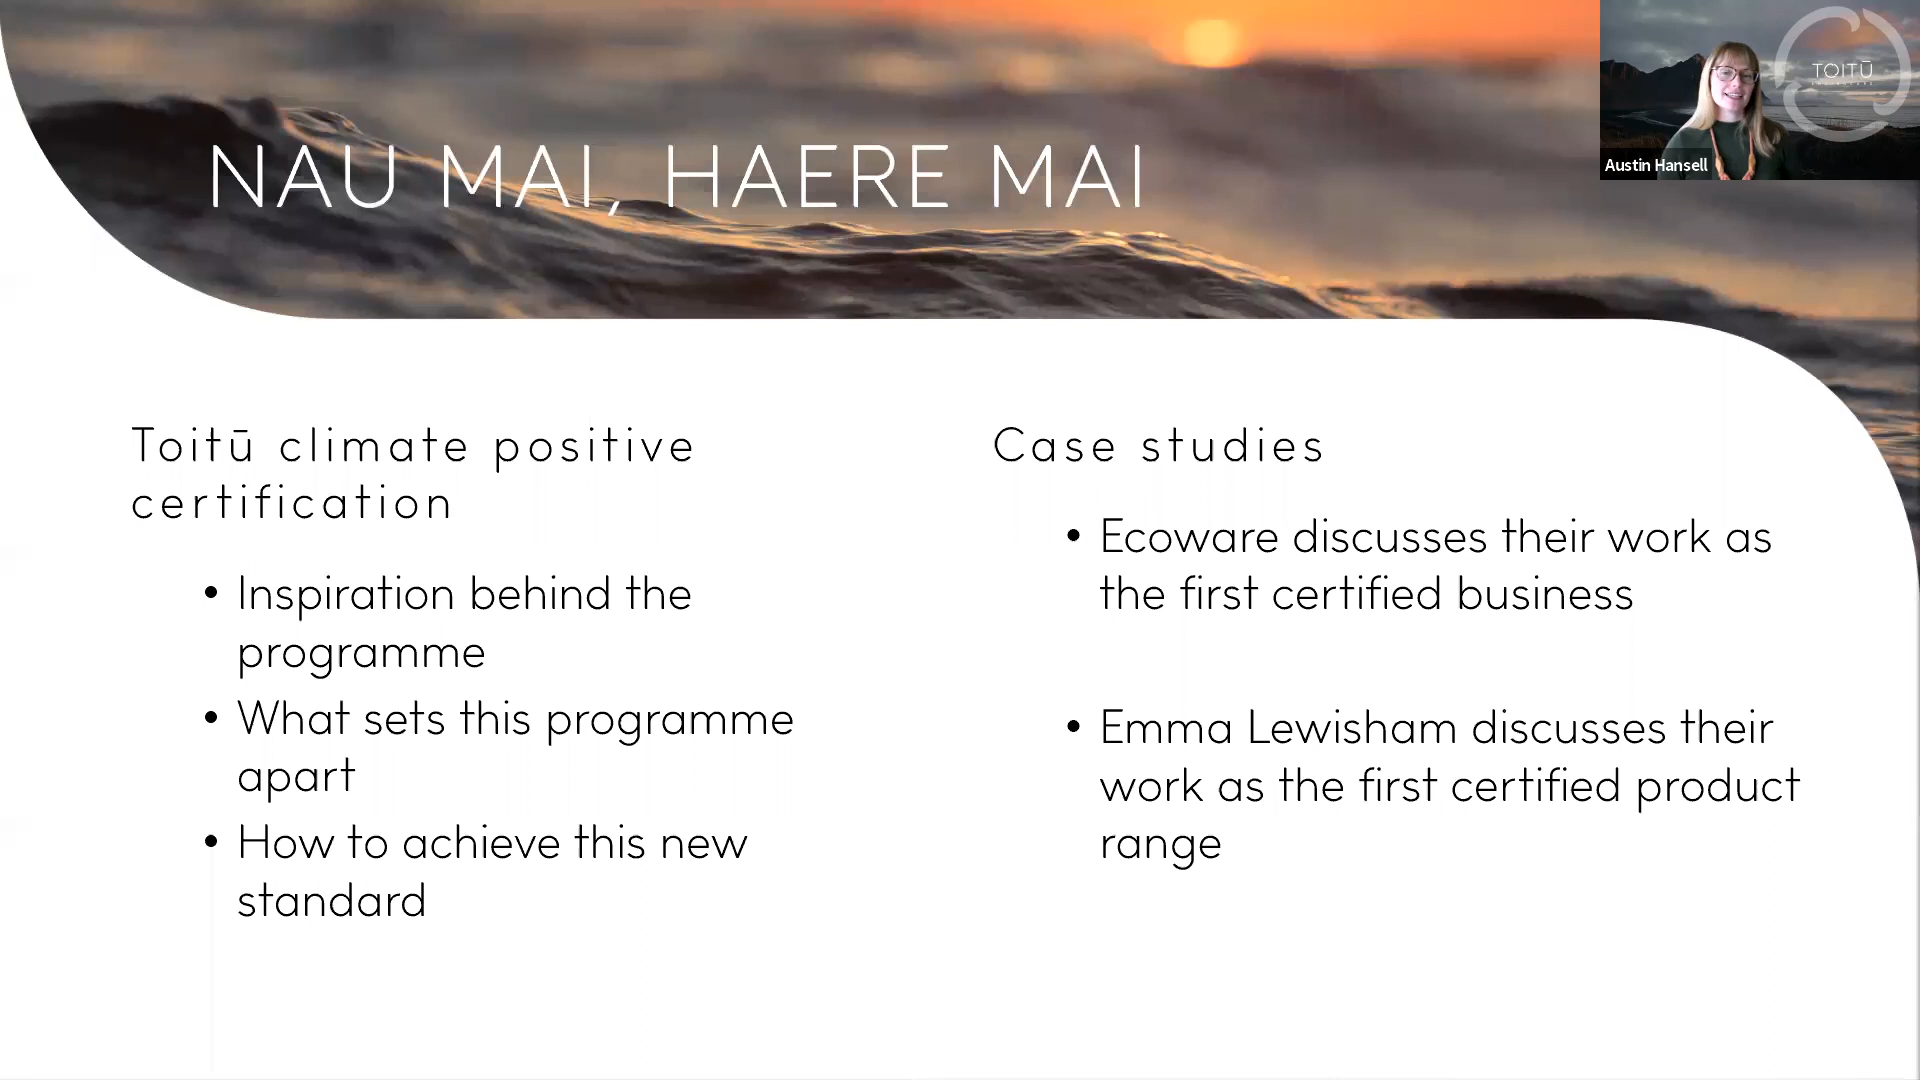 NAU MAI, HAERE MAI
TOITŪ
Austin Hansell
Toitū climate positive
certification
• Inspiration behind the
programme
• What sets this programme
apart
• How to achieve this new
standard
Case studies
• Ecoware discusses their work as
the first certified business
• Emma Lewisham discusses their
work as the first certified product
range